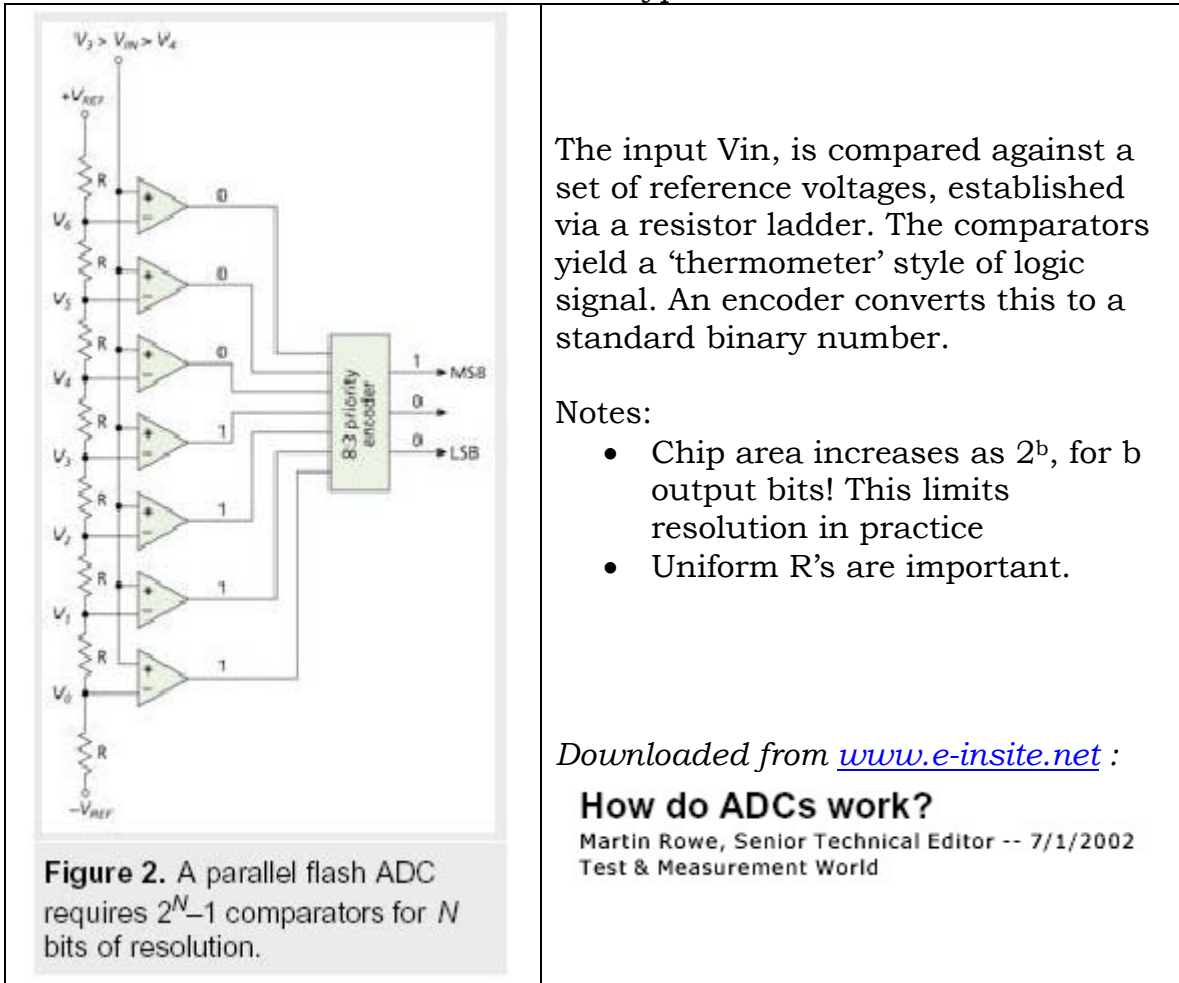 V3 > VIN > V4
+VREF
R
0
V6
R
0
V5
R
0
V4
R
1
V3
R
1
V2
R
1
V1
R
1
V0
R
–VREF
8:3 priority
encoder
1
MSB
0
0
LSB
Figure 2. A parallel flash ADC
requires 2^N–1 comparators for N
bits of resolution.
The input Vin, is compared against a
set of reference voltages, established
via a resistor ladder. The comparators
yield a ‘thermometer’ style of logic
signal. An encoder converts this to a
standard binary number.
Notes:
• Chip area increases as 2^b, for b
output bits! This limits
resolution in practice
• Uniform R's are important.
Downloaded from www.e-insite.net :
How do ADCs work?
Martin Rowe, Senior Technical Editor -- 7/1/2002
Test & Measurement World